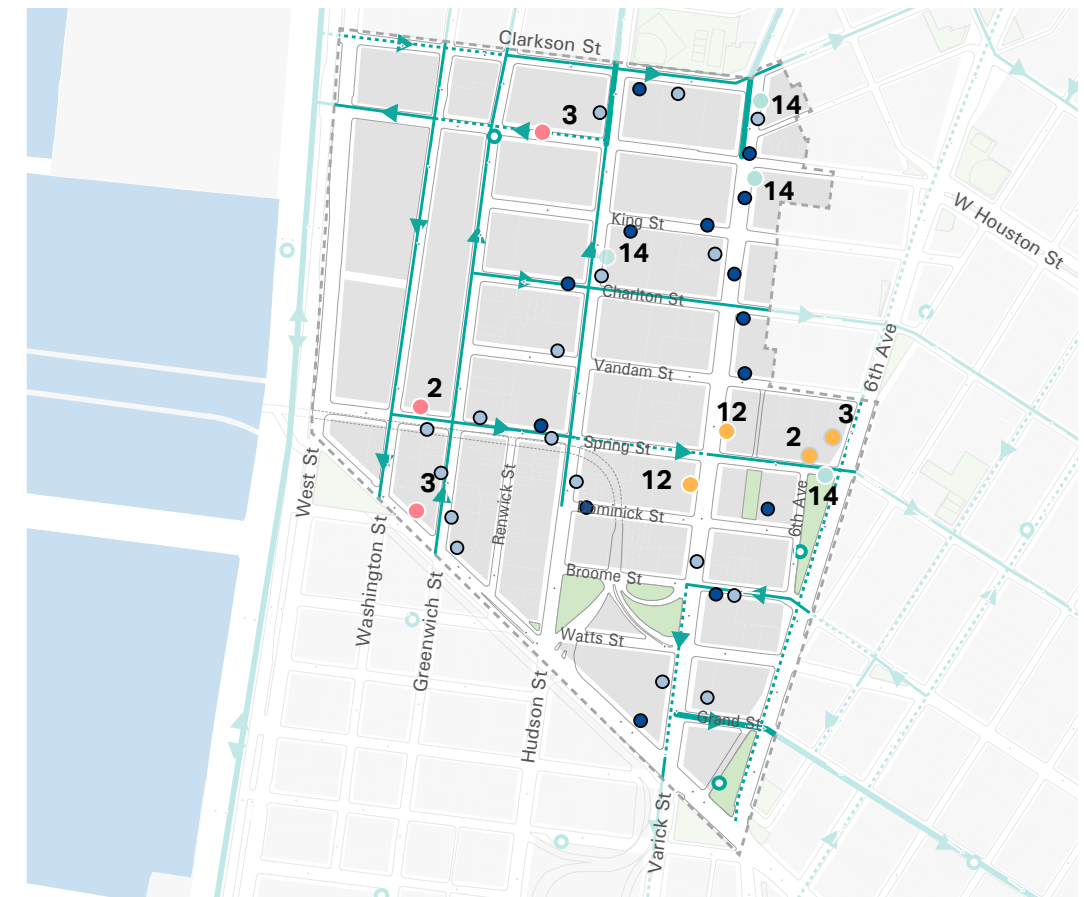 Clarkson St
3
14
14
King St
14
W Houston St
Charlton St
6th Ave
Vandam St
2
12
3
2
Spring St
West St
3
Renwick St
12
14
6th Ave
Dominick St
Broome St
Washington St
Greenwich St
Watts St
Hudson St
Grand St
Varick St